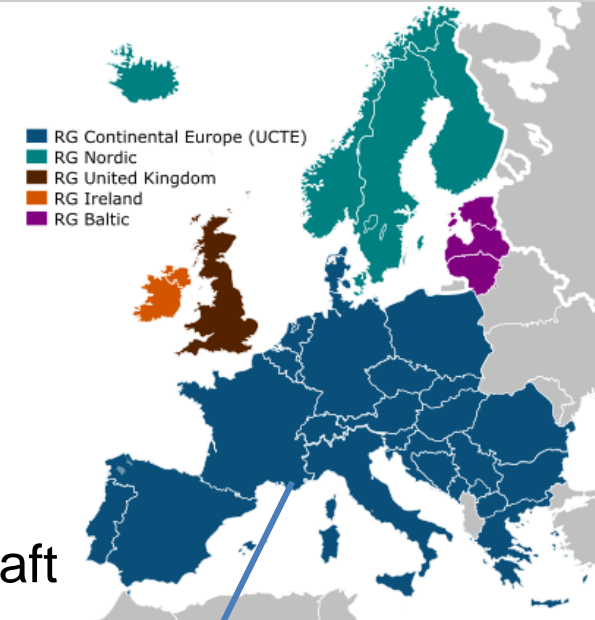 RG Continental Europe (UCTE)
RG Nordic
RG United Kingdom
RG Ireland
RG Baltic
aft